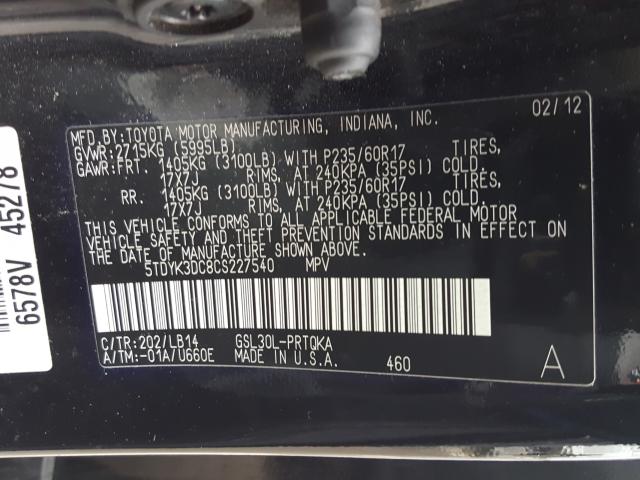 MFD. BY:TOYOTA MOTOR MANUFACTURING, INDIANA, INC. 02/12
GVWR:2715KG (5995LB)
GAWR:FRT. 1405KG (3100LB) WITH P235/60R17 TIRES,
17X7J RIMS, AT 240KPA (35PSI) COLD.
RR. 1405KG (3100LB) WITH P235/60R17 TIRES,
17X7J RIMS, AT 240KPA (35PSI) COLD.
THIS VEHICLE CONFORMS TO ALL APPLICABLE FEDERAL MOTOR
VEHICLE SAFETY AND THEFT PREVENTION STANDARDS IN EFFECT ON
THE DATE OF MANUFACTURE SHOWN ABOVE.
5TDYK3DC8CS227540 MPV
C/TR:202/LB14 GSL30L-PRTQKA
A/TM:-01A/U660E MADE IN U.S.A. 460 A
6578V 45278